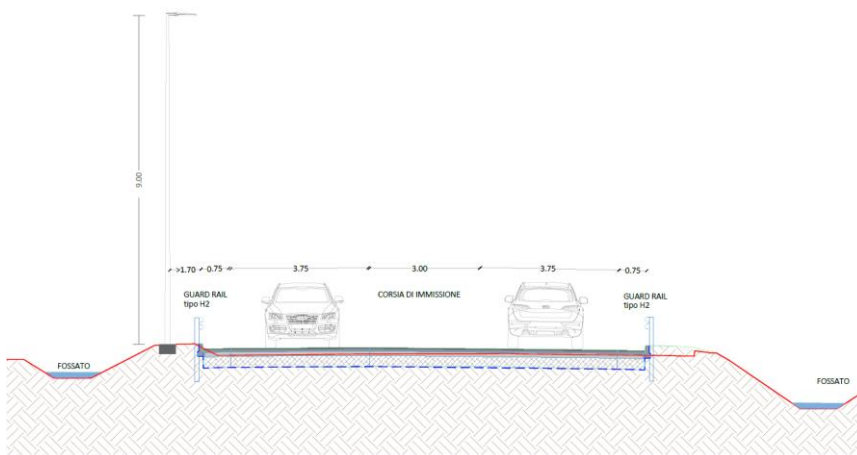 9.00
>1.70
0.75
3.75
3.00
3.75
0.75
GUARD RAIL
tipo H2
CORSIA DI IMMISSIONE
GUARD RAIL
tipo H2
FOSSATO
FOSSATO